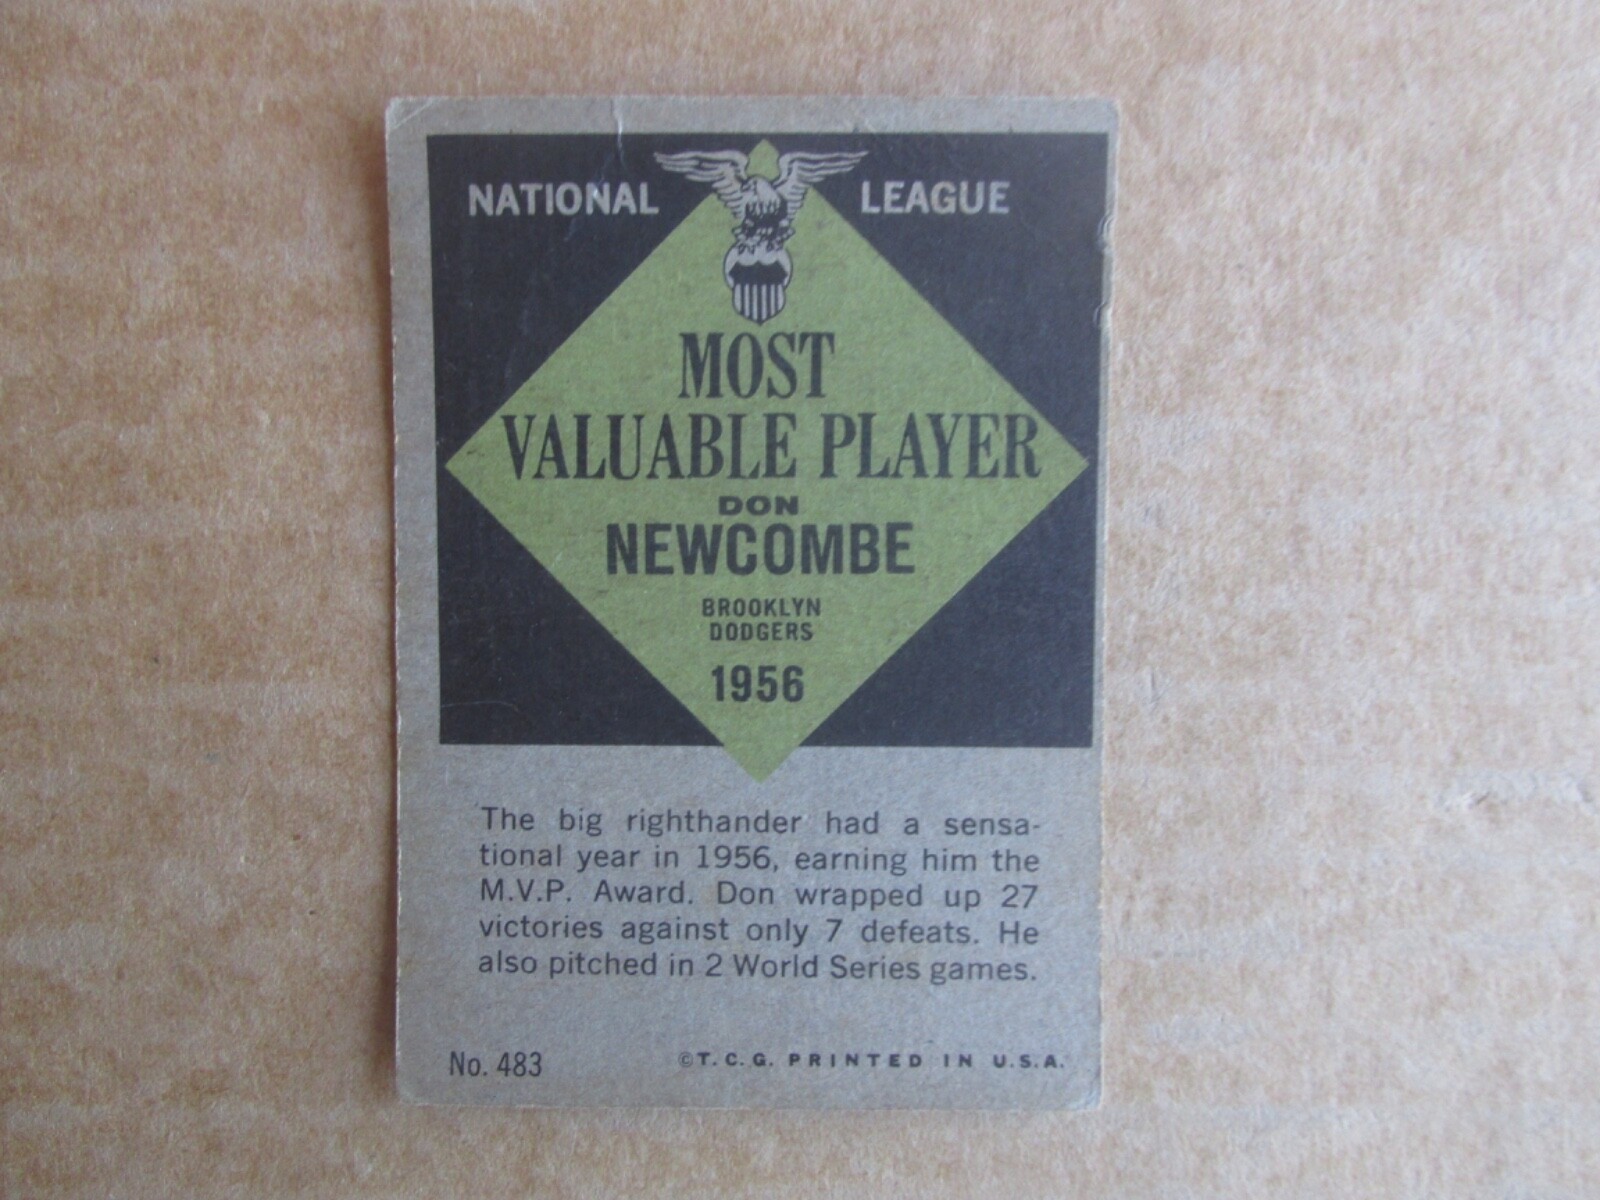 NATIONAL LEAGUE
MOST
VALUABLE PLAYER
DON
NEWCOMBE
BROOKLYN
DODGERS
1956
The big righthander had a sensa-
tional year in 1956, earning him the
M.V.P. Award. Don wrapped up 27
victories against only 7 defeats. He
also pitched in 2 World Series games.
No. 483 ©T.C.G. PRINTED IN U.S.A.